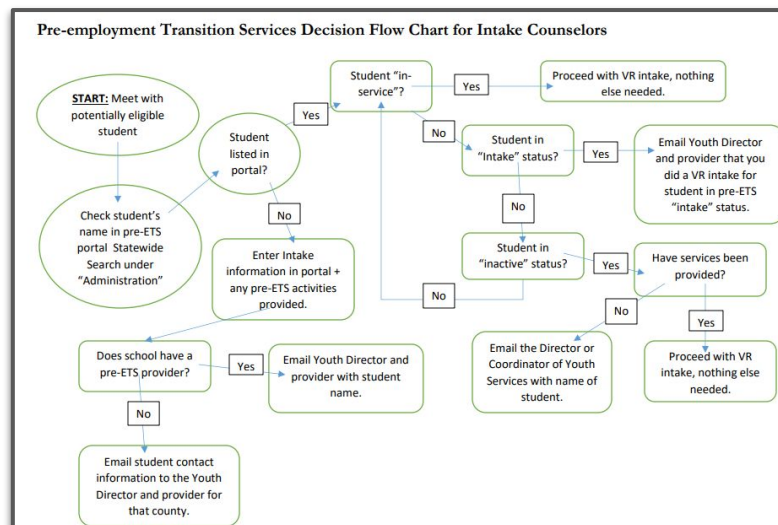 Pre-employment Transition Services Decision Flow Chart for Intake Counselors
START: Meet with
potentially eligible
student
Check student's
name in pre-ETS
portal Statewide
Search under
"Administration"
Student
listed in
portal?
Yes
No
Student "in-
service"?
Yes
Proceed with VR intake, nothing
else needed.
No
Student in
"Intake" status?
Yes
Email Youth Director
and provider that you
did a VR intake for
student in pre-ETS
"intake" status.
No
Student in
"inactive" status?
Yes
No
Have services been
provided?
No
Yes
Email the Director or
Coordinator of Youth
Services with name of
student.
Proceed with VR
intake, nothing else
needed.
Enter Intake
information in portal +
any pre-ETS activities
provided.
Does school have a
pre-ETS provider?
Yes
Email Youth Director and
provider with student
name.
No
Email student contact
information to the Youth
Director and provider for
that county.